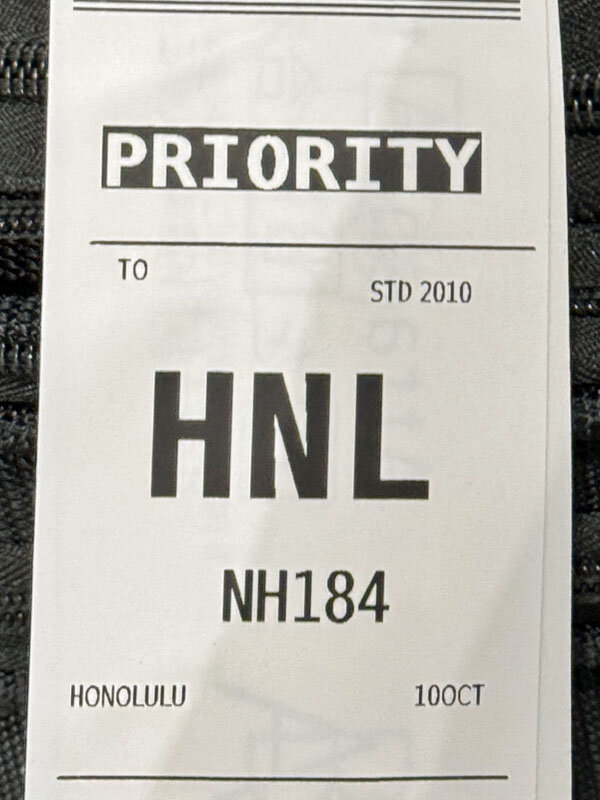 PRIORITY
TO
STD 2010
HNL
NH184
HONOLULU 10OCT